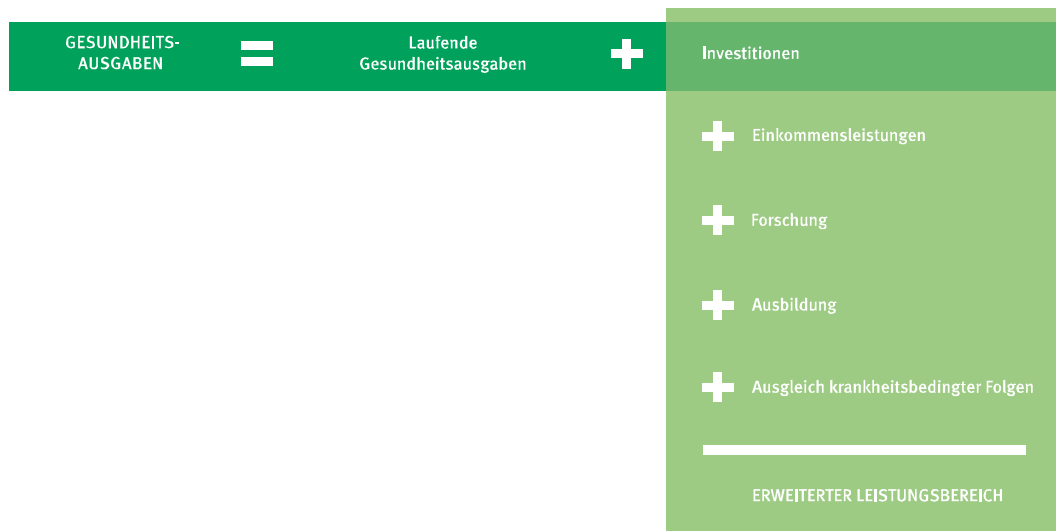 GESUNDHEITS-
AUSGABEN
=
Laufende
Gesundheitsausgaben
+
Investitionen
+ Einkommensleistungen
+ Forschung
+ Ausbildung
+ Ausgleich krankheitsbedingter Folgen
ERWEITERTER LEISTUNGSBEREICH